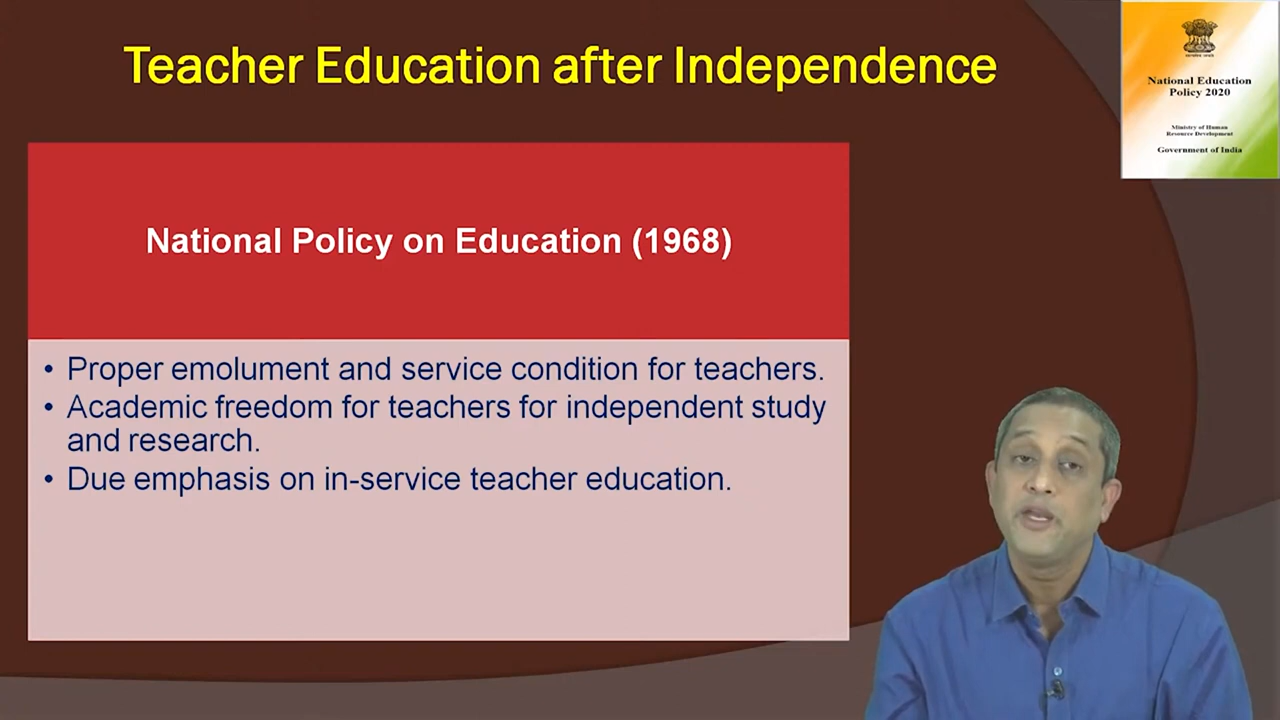 Teacher Education after Independence
National Education
Policy 2020
Ministry of Human
Resource Development
Government of India
National Policy on Education (1968)
• Proper emolument and service condition for teachers.
• Academic freedom for teachers for independent study
and research.
• Due emphasis on in-service teacher education.